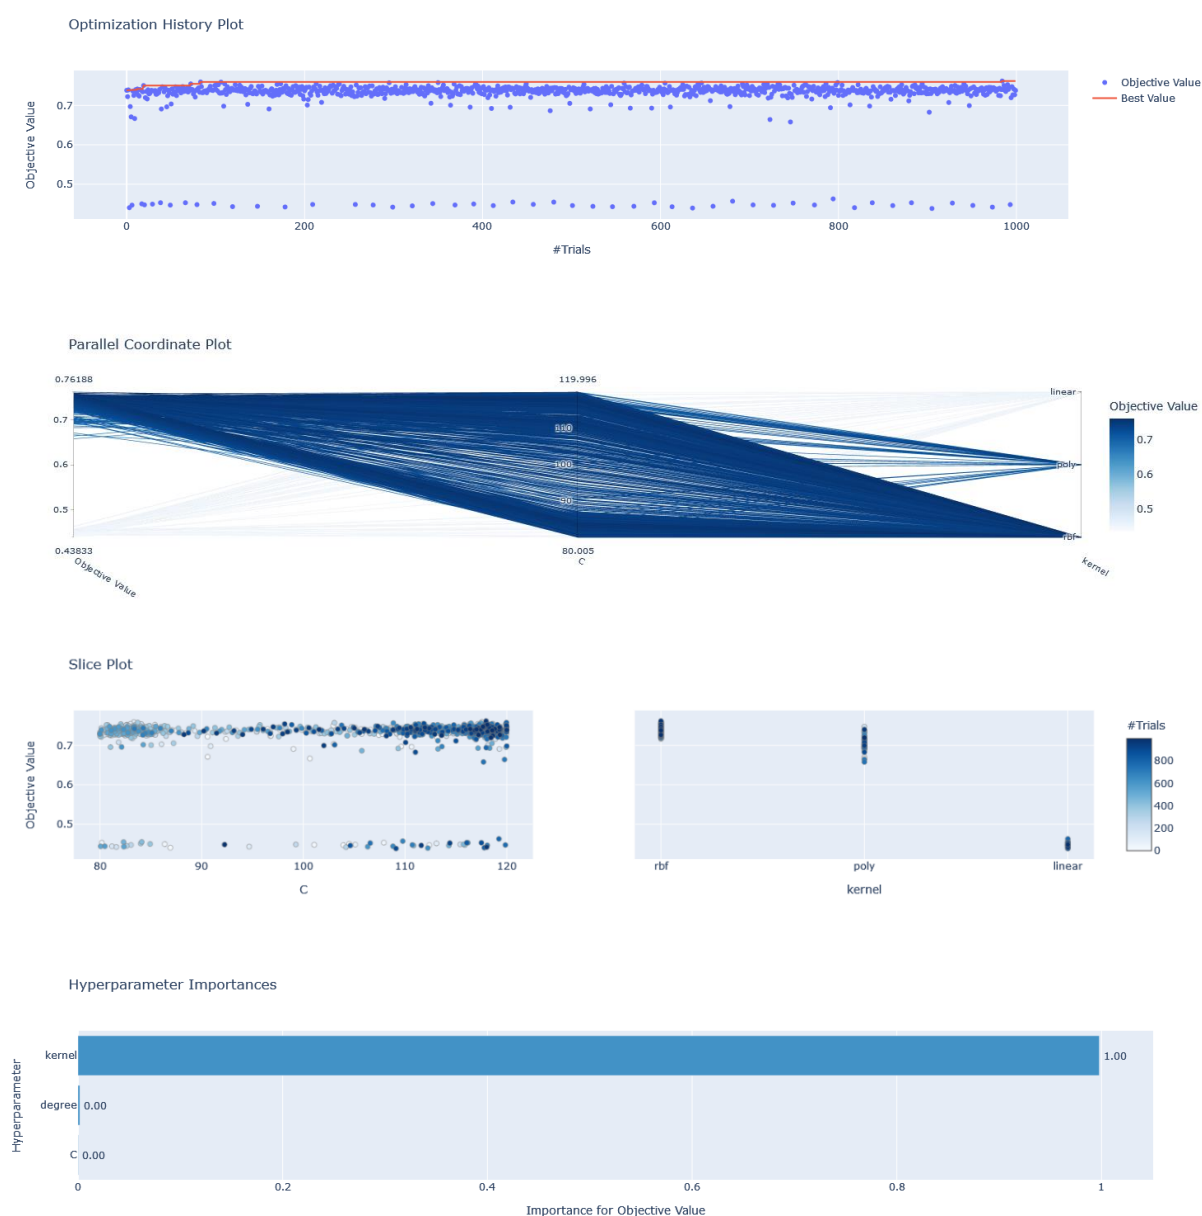 Optimization History Plot
Objective Value
0.7
0.6
0.5
0 200 400 600 800 1000
#Trials
Objective Value
Best Value
Parallel Coordinate Plot
0.76188 119.996
linear
0.7 110
0.6 100 poly
0.5 90
rbf
0.43833 80.005
Objective Value C kernel
Objective Value
0.7
0.6
0.5
Slice Plot
Objective Value
0.7
0.6
0.5
80 90 100 110 120
C
rbf poly linear
kernel
#Trials
800
600
400
200
0
Hyperparameter Importances
Hyperparameter
kernel 1.00
degree 0.00
C 0.00
0 0.2 0.4 0.6 0.8 1
Importance for Objective Value